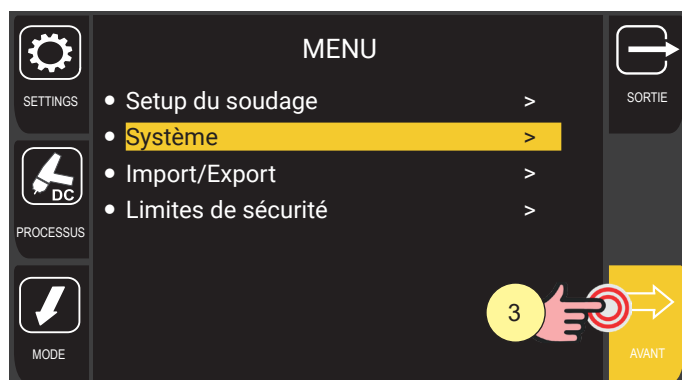 MENU
SETTINGS
• Setup du soudage >
SORTIE
• Système >
• Import/Export >
DC
• Limites de sécurité >
PROCESSUS
3
MODE
AVANT